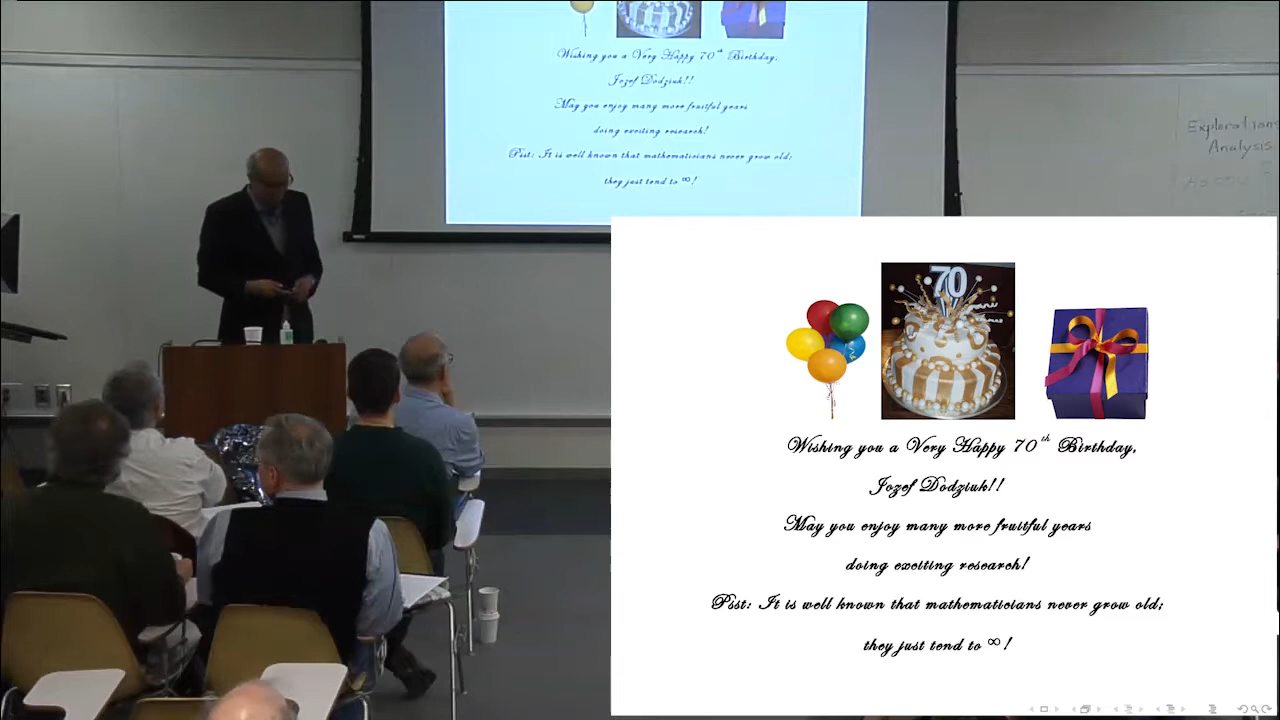 Wishing you a Very Happy 70th Birthday,
Jozef Dodziuk!!
May you enjoy many more fruitful years
doing exciting research!
Psst: It is well known that mathematicians never grow old;
they just tend to ∞!
Explorations
Analysis
70
Wishing you a Very Happy 70th Birthday,
Jozef Dodziuk!!
May you enjoy many more fruitful years
doing exciting research!
Psst: It is well known that mathematicians never grow old;
they just tend to ∞!